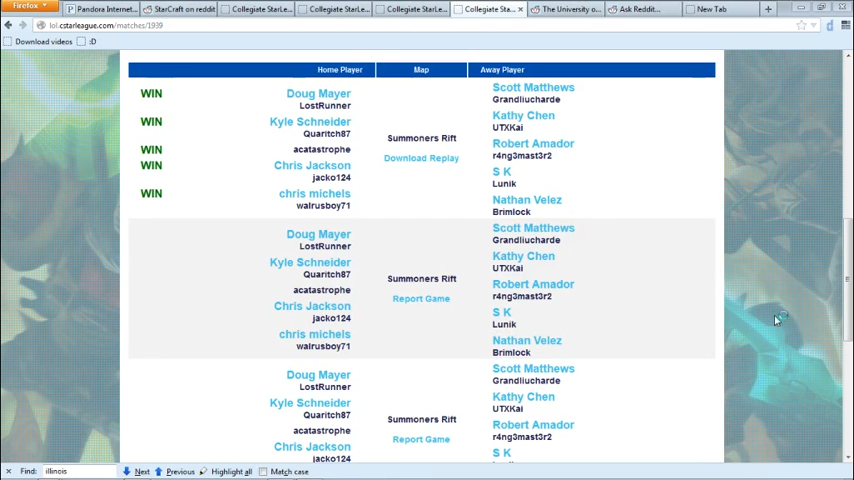 Firefox
Pandora Internet...
StarCraft on reddit
Collegiate StarLe...
Collegiate StarLe...
Collegiate StarLe...
Collegiate Sta...
The University o...
Ask Reddit...
New Tab
lol.cstarleague.com/matches/1939
Download videos
:D
Home Player Map Away Player
WIN Doug Mayer Scott Matthews
LostRunner Grandliucharde
WIN Kyle Schneider Kathy Chen
Quaritch87 UTXKai
Summoners Rift
WIN acatastrophe Robert Amador
r4ng3mast3r2
Download Replay
WIN Chris Jackson S K
jacko124 Lunik
WIN chris michels Nathan Velez
walrusboy71 Brimlock
Doug Mayer Scott Matthews
LostRunner Grandliucharde
Kyle Schneider Kathy Chen
Quaritch87 UTXKai
Summoners Rift
acatastrophe Robert Amador
r4ng3mast3r2
Report Game
Chris Jackson S K
jacko124 Lunik
chris michels Nathan Velez
walrusboy71 Brimlock
Doug Mayer Scott Matthews
LostRunner Grandliucharde
Kyle Schneider Kathy Chen
Quaritch87 UTXKai
Summoners Rift
acatastrophe Robert Amador
r4ng3mast3r2
Report Game
Chris Jackson S K
jacko124
Find: illinois Next Previous Highlight all Match case